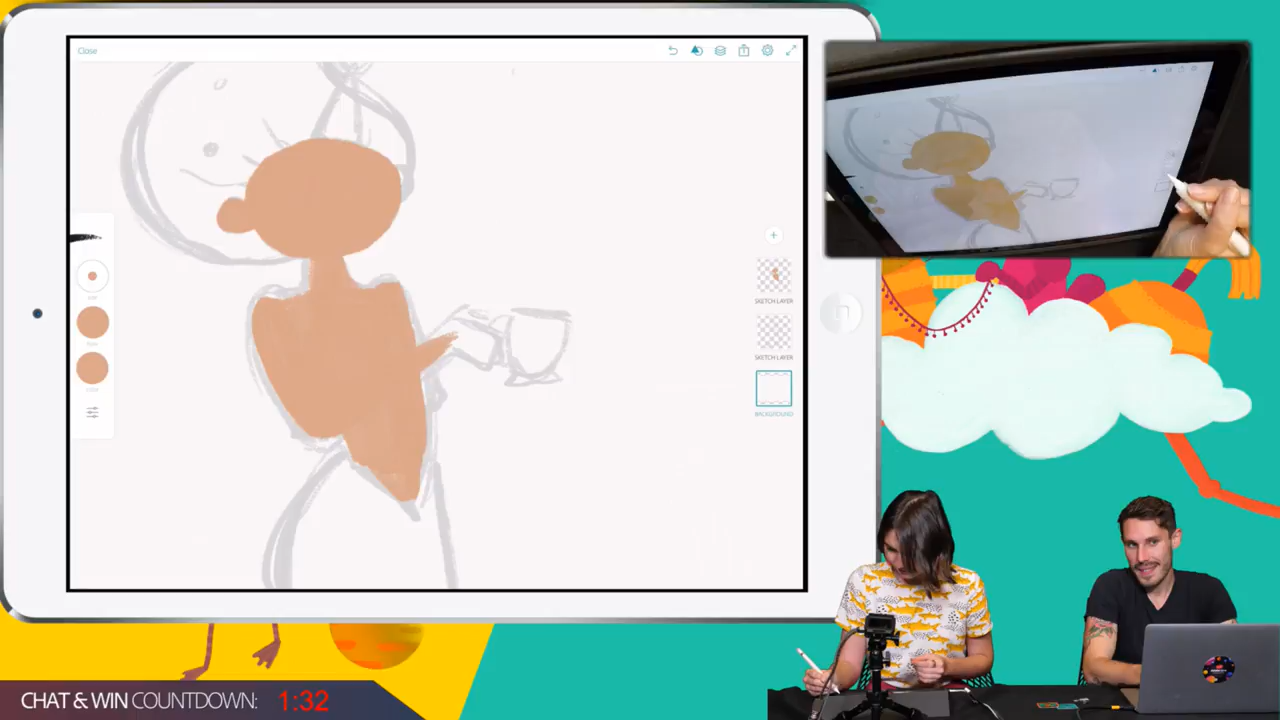 Close
SKETCH LAYER
SKETCH LAYER
BACKGROUND
CHAT & WIN COUNTDOWN: 1:32